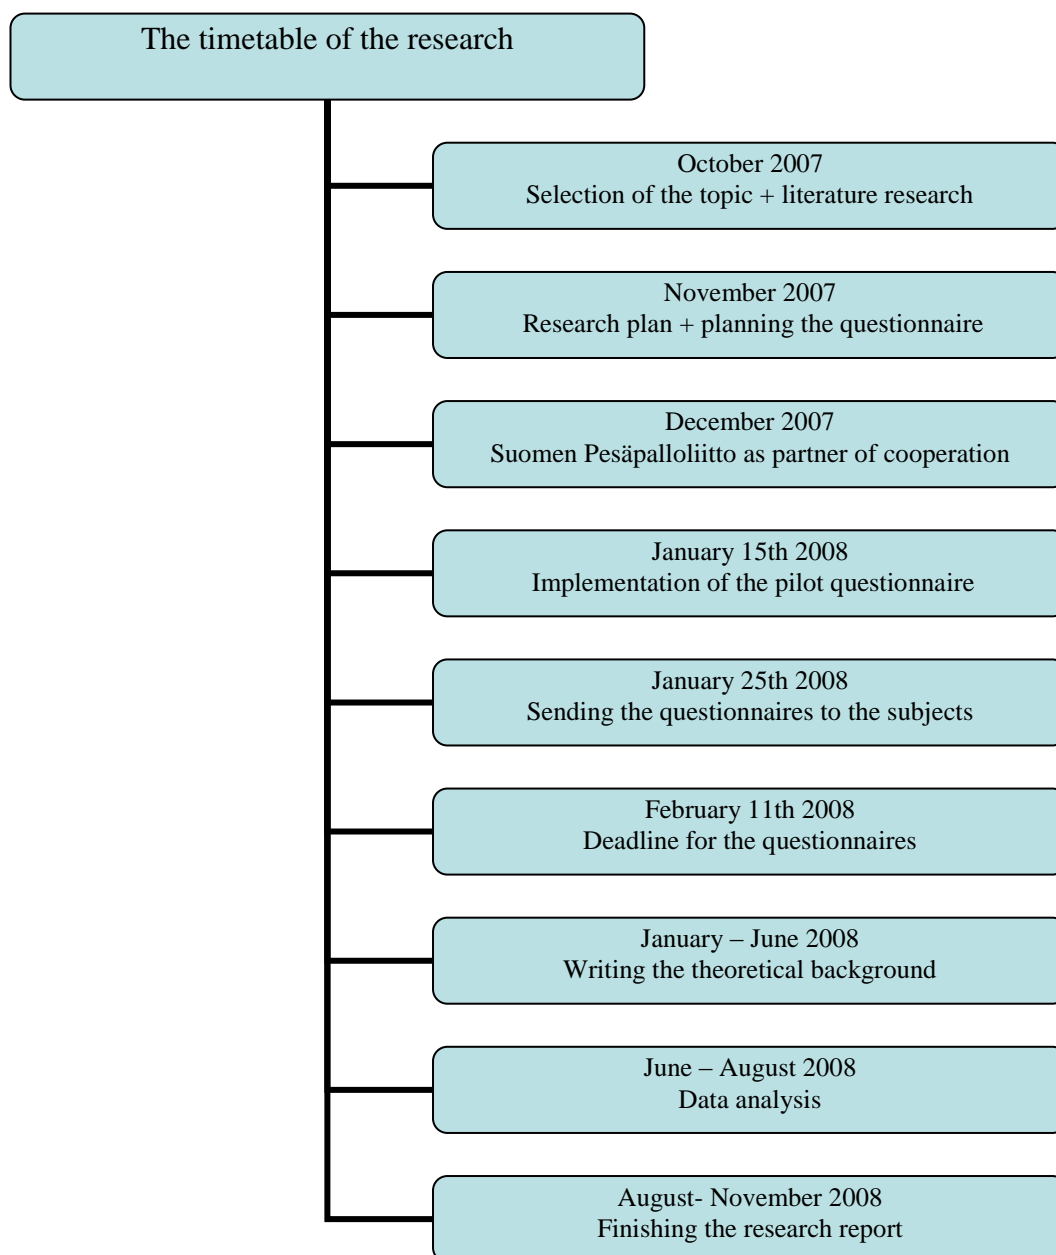 The timetable of the research
October 2007
Selection of the topic + literature research
November 2007
Research plan + planning the questionnaire
December 2007
Suomen Pesäpalloliitto as partner of cooperation
January 15th 2008
Implementation of the pilot questionnaire
January 25th 2008
Sending the questionnaires to the subjects
February 11th 2008
Deadline for the questionnaires
January – June 2008
Writing the theoretical background
June – August 2008
Data analysis
August- November 2008
Finishing the research report